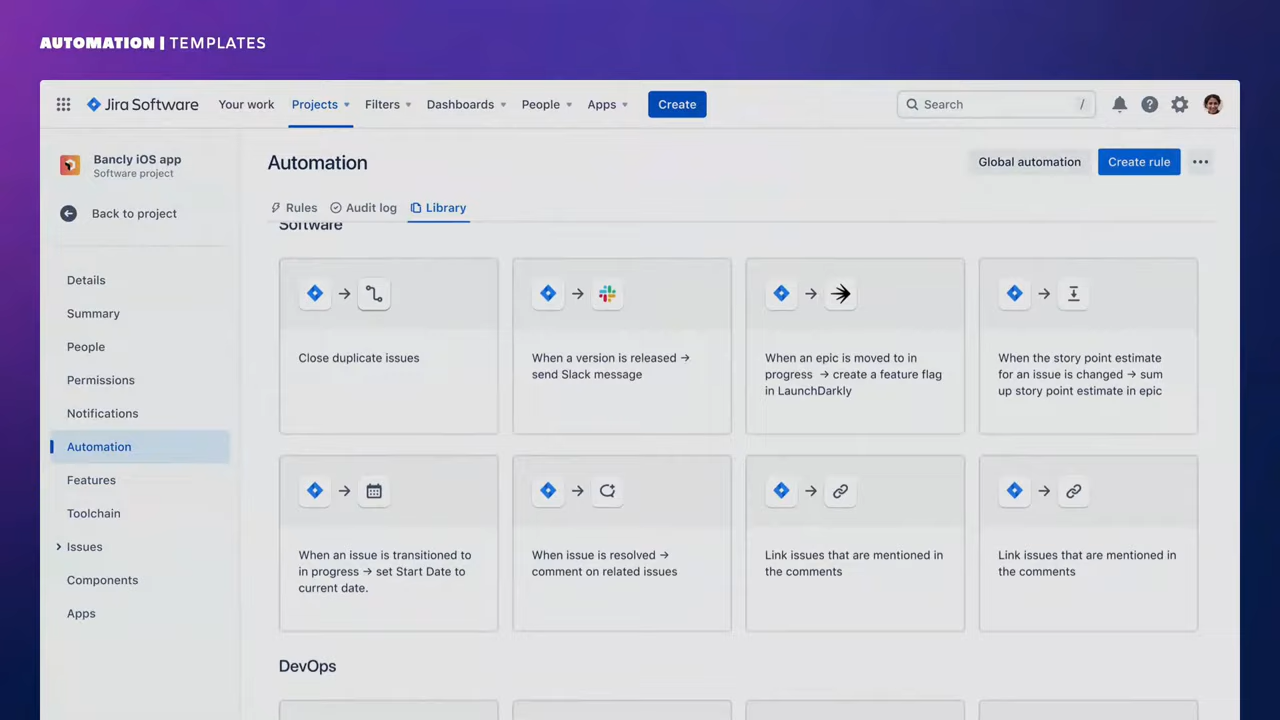 AUTOMATION | TEMPLATES
Jira Software
Your work
Projects
Filters
Dashboards
People
Apps
Create
Search
/
Bancly iOS app
Software project
Back to project
Details
Summary
People
Permissions
Notifications
Automation
Features
Toolchain
Issues
Components
Apps
Automation
Global automation
Create rule
Rules
Audit log
Library
Software
Close duplicate issues
When a version is released →
send Slack message
When an epic is moved to in
progress → create a feature flag
in LaunchDarkly
When the story point estimate
for an issue is changed → sum
up story point estimate in epic
When an issue is transitioned to
in progress → set Start Date to
current date.
When issue is resolved →
comment on related issues
Link issues that are mentioned in
the comments
Link issues that are mentioned in
the comments
DevOps